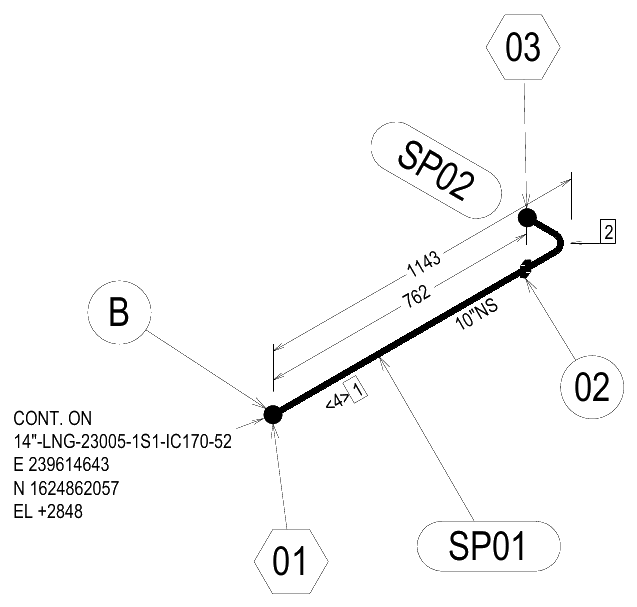 03
SP02
2
1143
762
10"NS
B
02
<4> 1
CONT. ON
14"-LNG-23005-1S1-IC170-52
E 239614643
N 1624862057
EL +2848
SP01
01